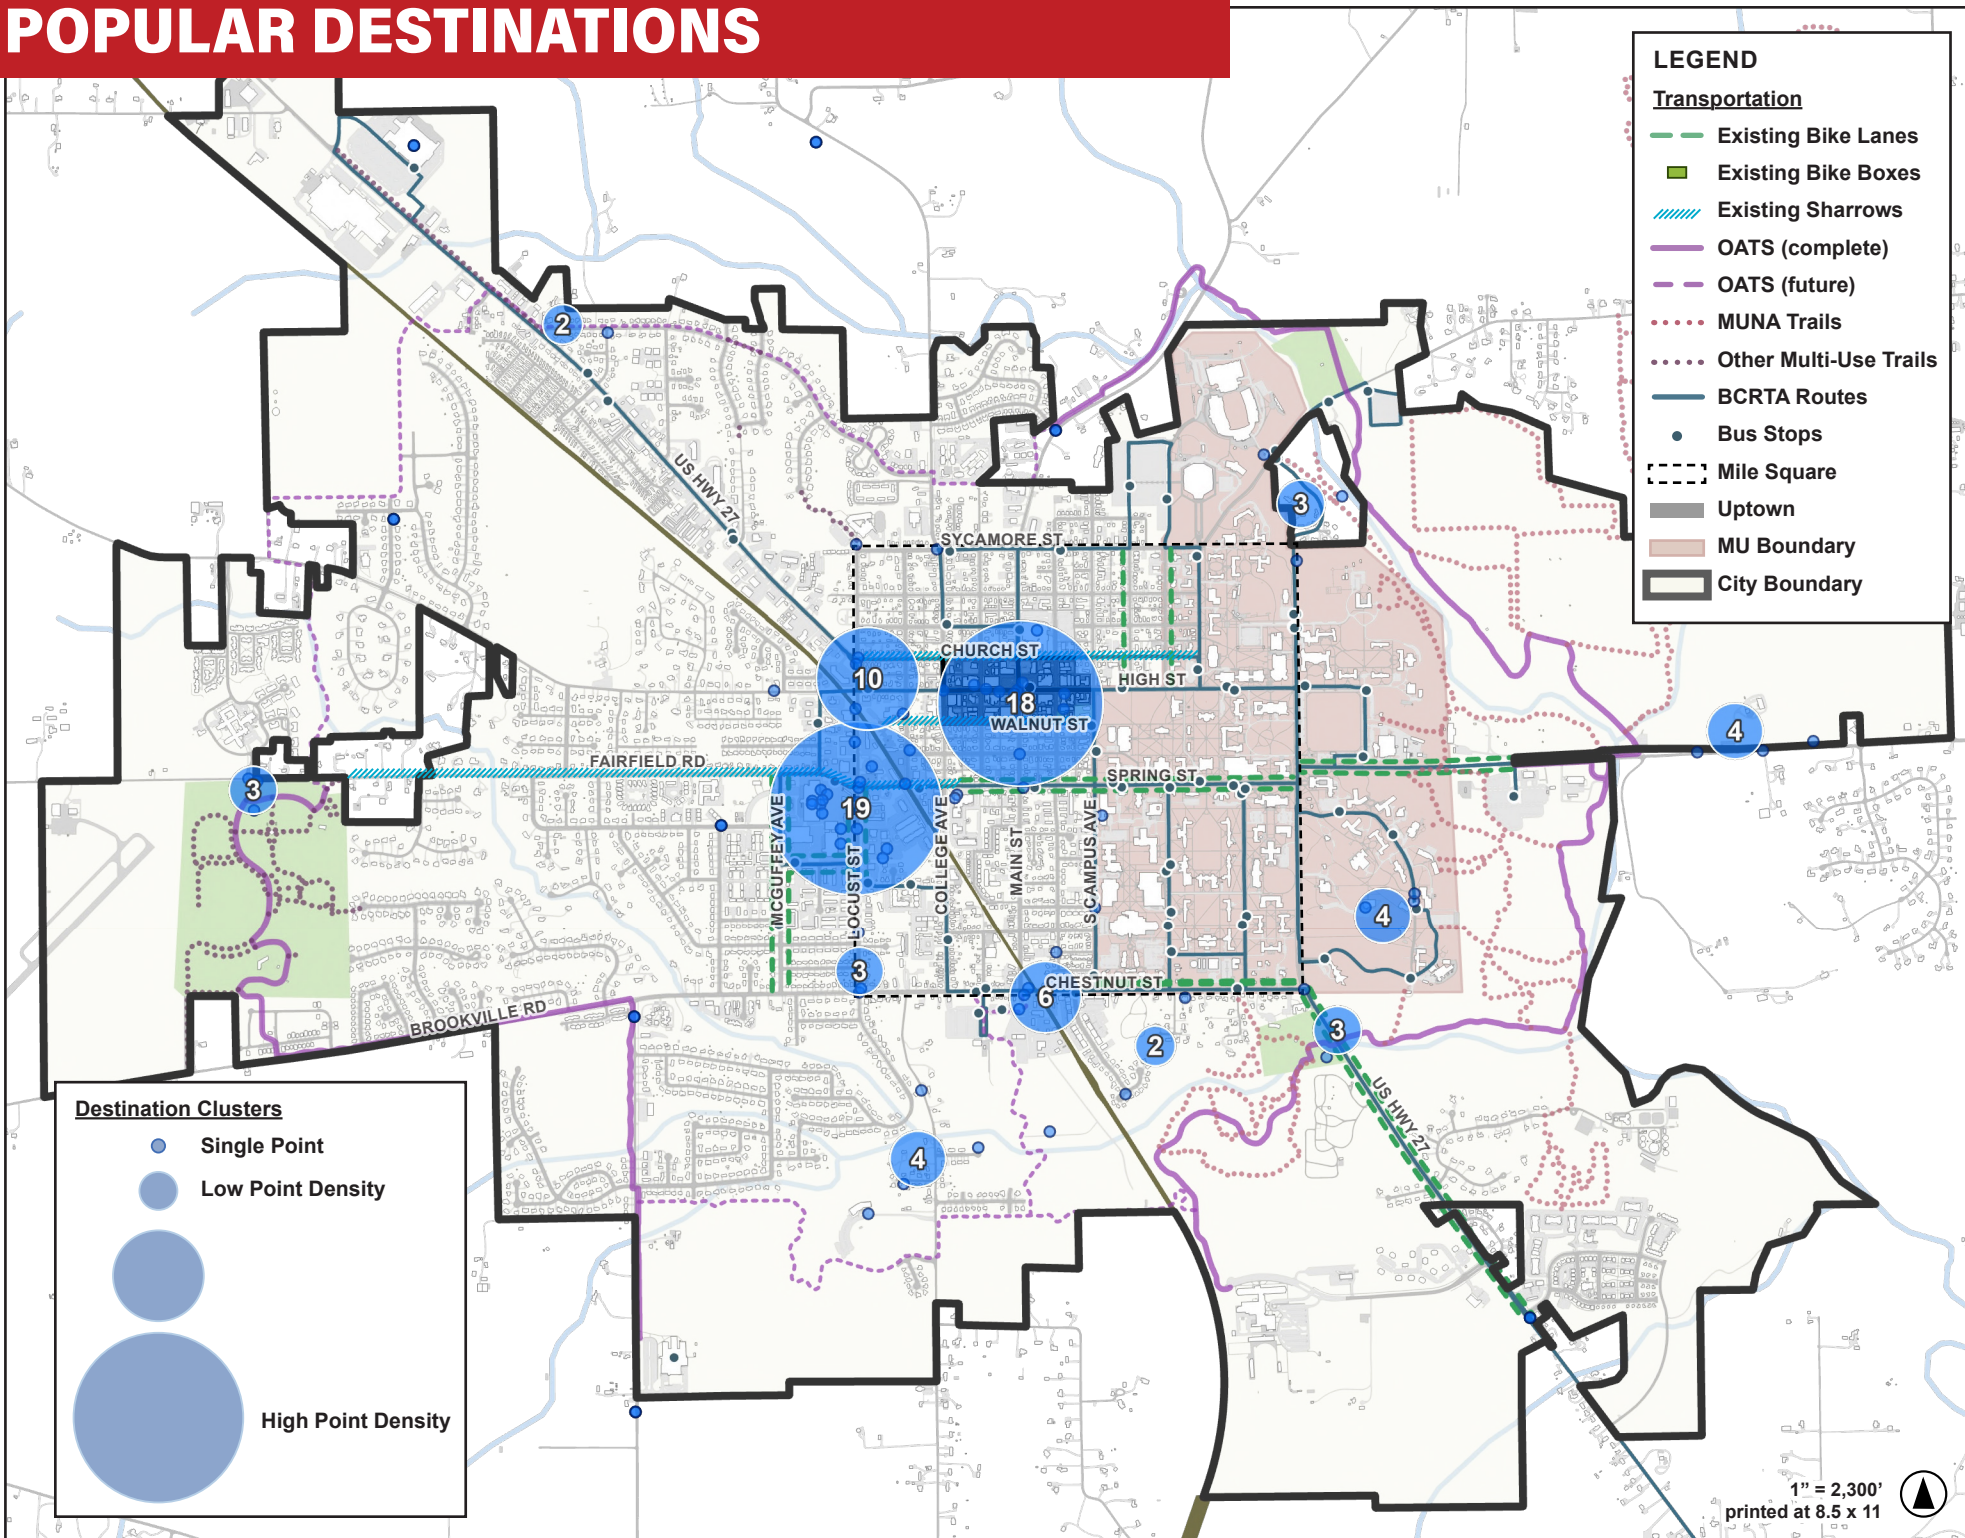 POPULAR DESTINATIONS
LEGEND
Transportation
Existing Bike Lanes
Existing Bike Boxes
Existing Sharrows
OATS (complete)
OATS (future)
MUNA Trails
Other Multi-Use Trails
BCRTA Routes
Bus Stops
Mile Square
Uptown
MU Boundary
City Boundary
2
US HWY 27
3
SYCAMORE ST
CHURCH ST
10
HIGH ST
18
WALNUT ST
4
FAIRFIELD RD
SPRING ST
3
19
MCGUFFEY AVE
LOCUST ST
COLLEGE AVE
MAIN ST
S CAMPUS AVE
4
3
CHESTNUT ST
6
BROOKVILLE RD
3
2
US HWY 27
4
Destination Clusters
Single Point
Low Point Density
High Point Density
1” = 2,300’
printed at 8.5 x 11